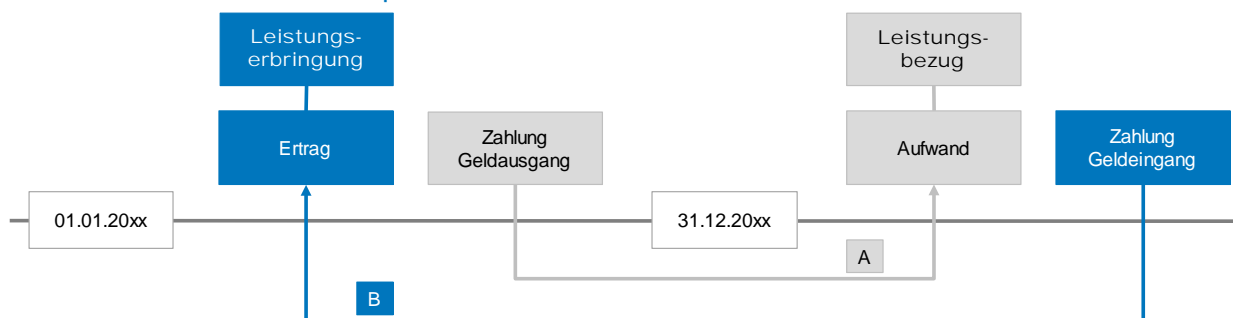 Leistungs-
erbringung
Leistungs-
bezug
Ertrag
Zahlung
Geldausgang
Aufwand
Zahlung
Geldeingang
01.01.20xx
31.12.20xx
A
B